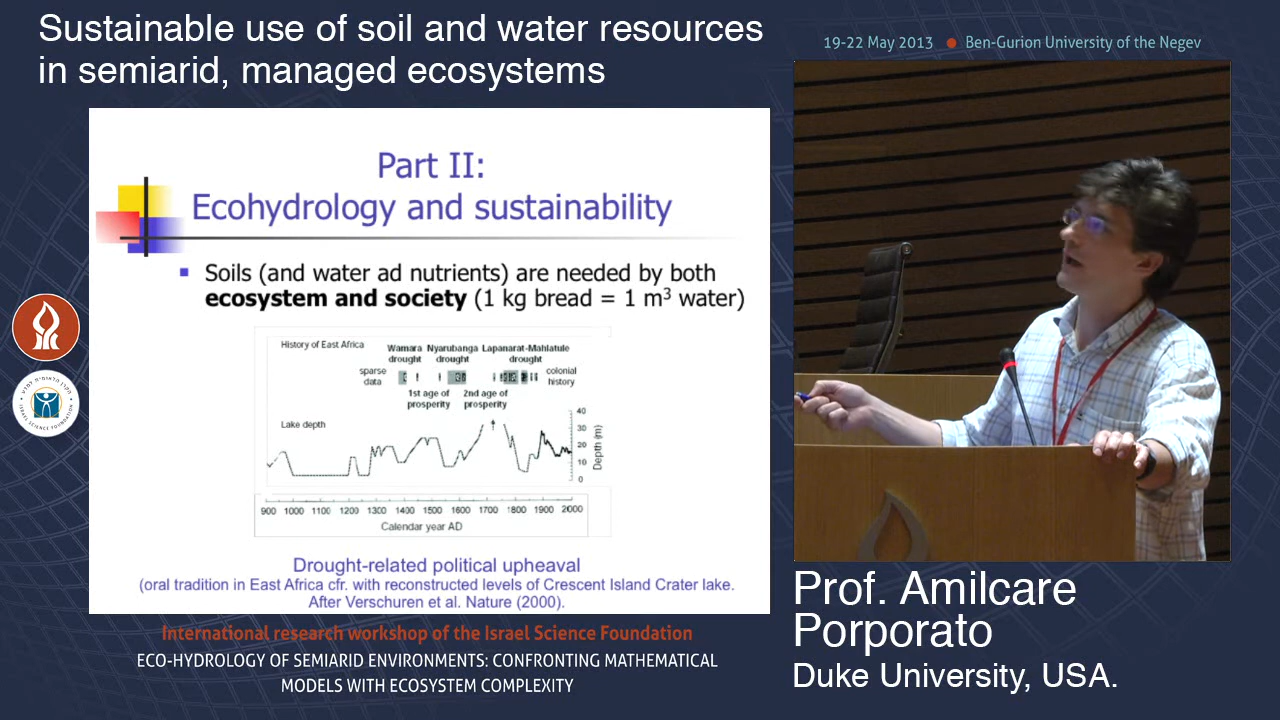 Sustainable use of soil and water resources
in semiarid, managed ecosystems
19-22 May 2013 ● Ben-Gurion University of the Negev
Part II:
Ecohydrology and sustainability
Soils (and water ad nutrients) are needed by both
ecosystem and society (1 kg bread = 1 m³ water)
History of East Africa
Wamara
drought
Nyarubanga
drought
Lapanarat-Mahlatule
drought
sparse
data
colonial
history
1st age of
prosperity
2nd age of
prosperity
Lake depth
40
30
20
10
0
Depth (m)
900 1000 1100 1200 1300 1400 1500 1600 1700 1800 1900 2000
Calendar year AD
Drought-related political upheaval
(oral tradition in East Africa cfr. with reconstructed levels of Crescent Island Crater lake.
After Verschuren et al. Nature (2000).
International research workshop of the Israel Science Foundation
ECO-HYDROLOGY OF SEMIARID ENVIRONMENTS: CONFRONTING MATHEMATICAL
MODELS WITH ECOSYSTEM COMPLEXITY
Prof. Amilcare
Porporato
Duke University, USA.
ISRAEL SCIENCE FOUNDATION